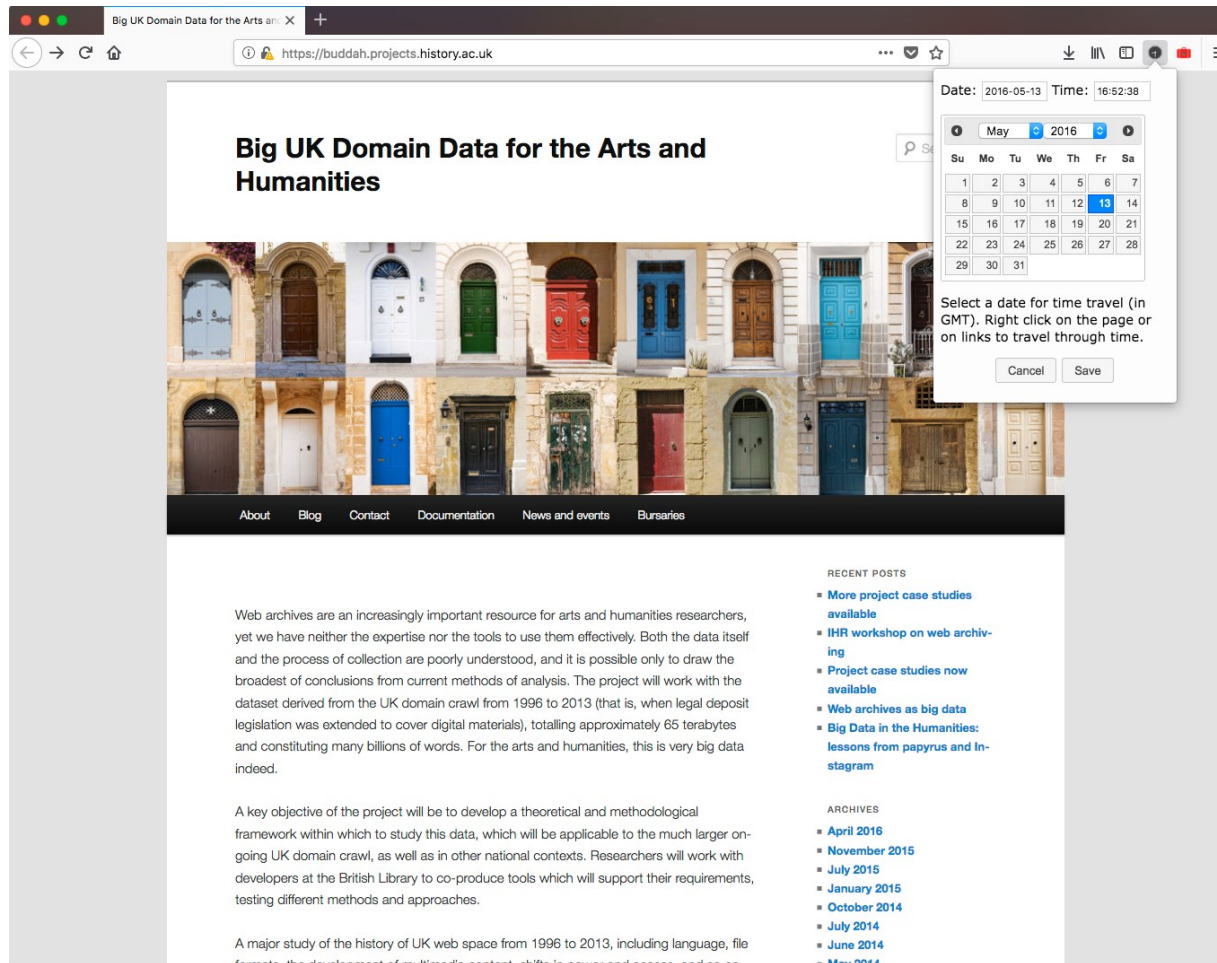 Big UK Domain Data for the Arts and
https://buddah.projects.history.ac.uk
Date: 2016-05-13 Time: 16:52:38
May 2016
Su Mo Tu We Th Fr Sa
1 2 3 4 5 6 7
8 9 10 11 12 13 14
15 16 17 18 19 20 21
22 23 24 25 26 27 28
29 30 31
Select a date for time travel (in
GMT). Right click on the page or
on links to travel through time.
Cancel Save
Big UK Domain Data for the Arts and
Humanities
About Blog Contact Documentation News and events Bursaries
Web archives are an increasingly important resource for arts and humanities researchers,
yet we have neither the expertise nor the tools to use them effectively. Both the data itself
and the process of collection are poorly understood, and it is possible only to draw the
broadest of conclusions from current methods of analysis. The project will work with the
dataset derived from the UK domain crawl from 1996 to 2013 (that is, when legal deposit
legislation was extended to cover digital materials), totalling approximately 65 terabytes
and constituting many billions of words. For the arts and humanities, this is very big data
indeed.
A key objective of the project will be to develop a theoretical and methodological
framework within which to study this data, which will be applicable to the much larger on-
going UK domain crawl, as well as in other national contexts. Researchers will work with
developers at the British Library to co-produce tools which will support their requirements,
testing different methods and approaches.
A major study of the history of UK web space from 1996 to 2013, including language, file
RECENT POSTS
More project case studies
available
IHR workshop on web archiv-
ing
Project case studies now
available
Web archives as big data
Big Data in the Humanities:
lessons from papyrus and In-
stagram
ARCHIVES
April 2016
November 2015
July 2015
January 2015
October 2014
July 2014
June 2014
May 2014